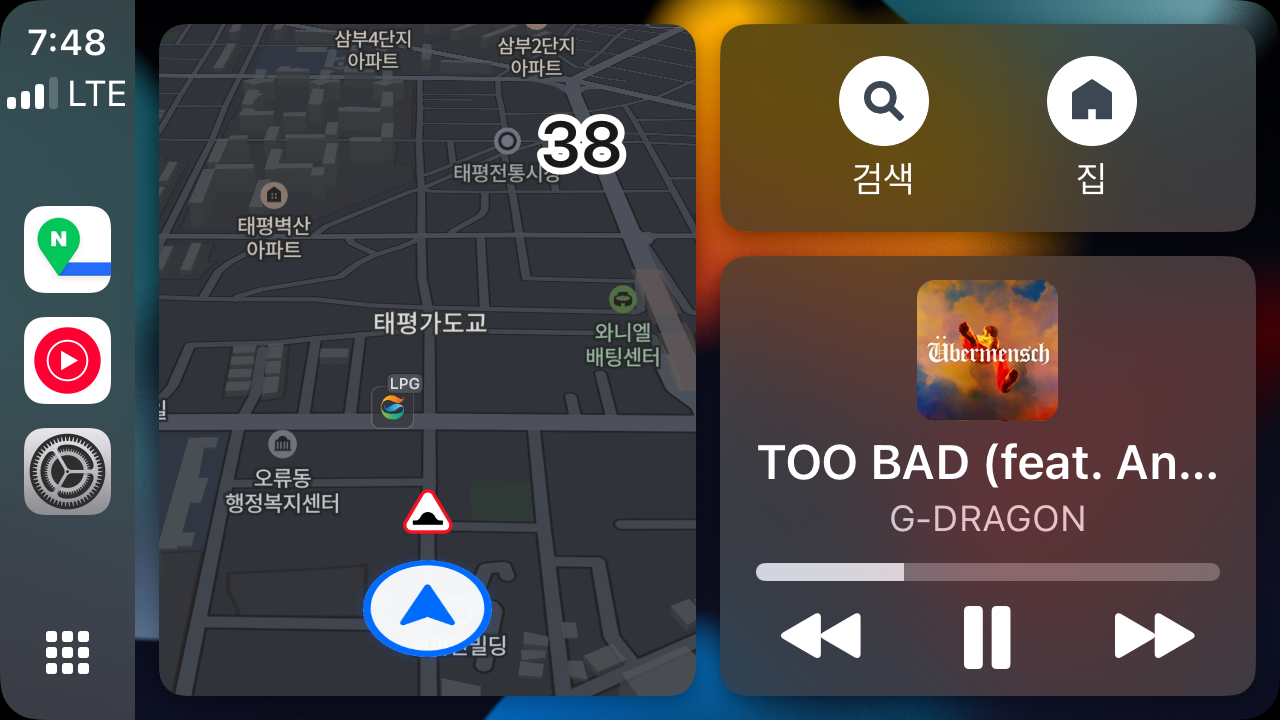 7:48
LTE
N
삼부4단지
아파트
삼부2단지
아파트
38
태평전통시장
태평벽산
아파트
태평가도교
와니엘
배팅센터
LPG
오류동
행정복지센터
빌딩
검색
집
Übermensch
TOO BAD (feat. An...
G-DRAGON